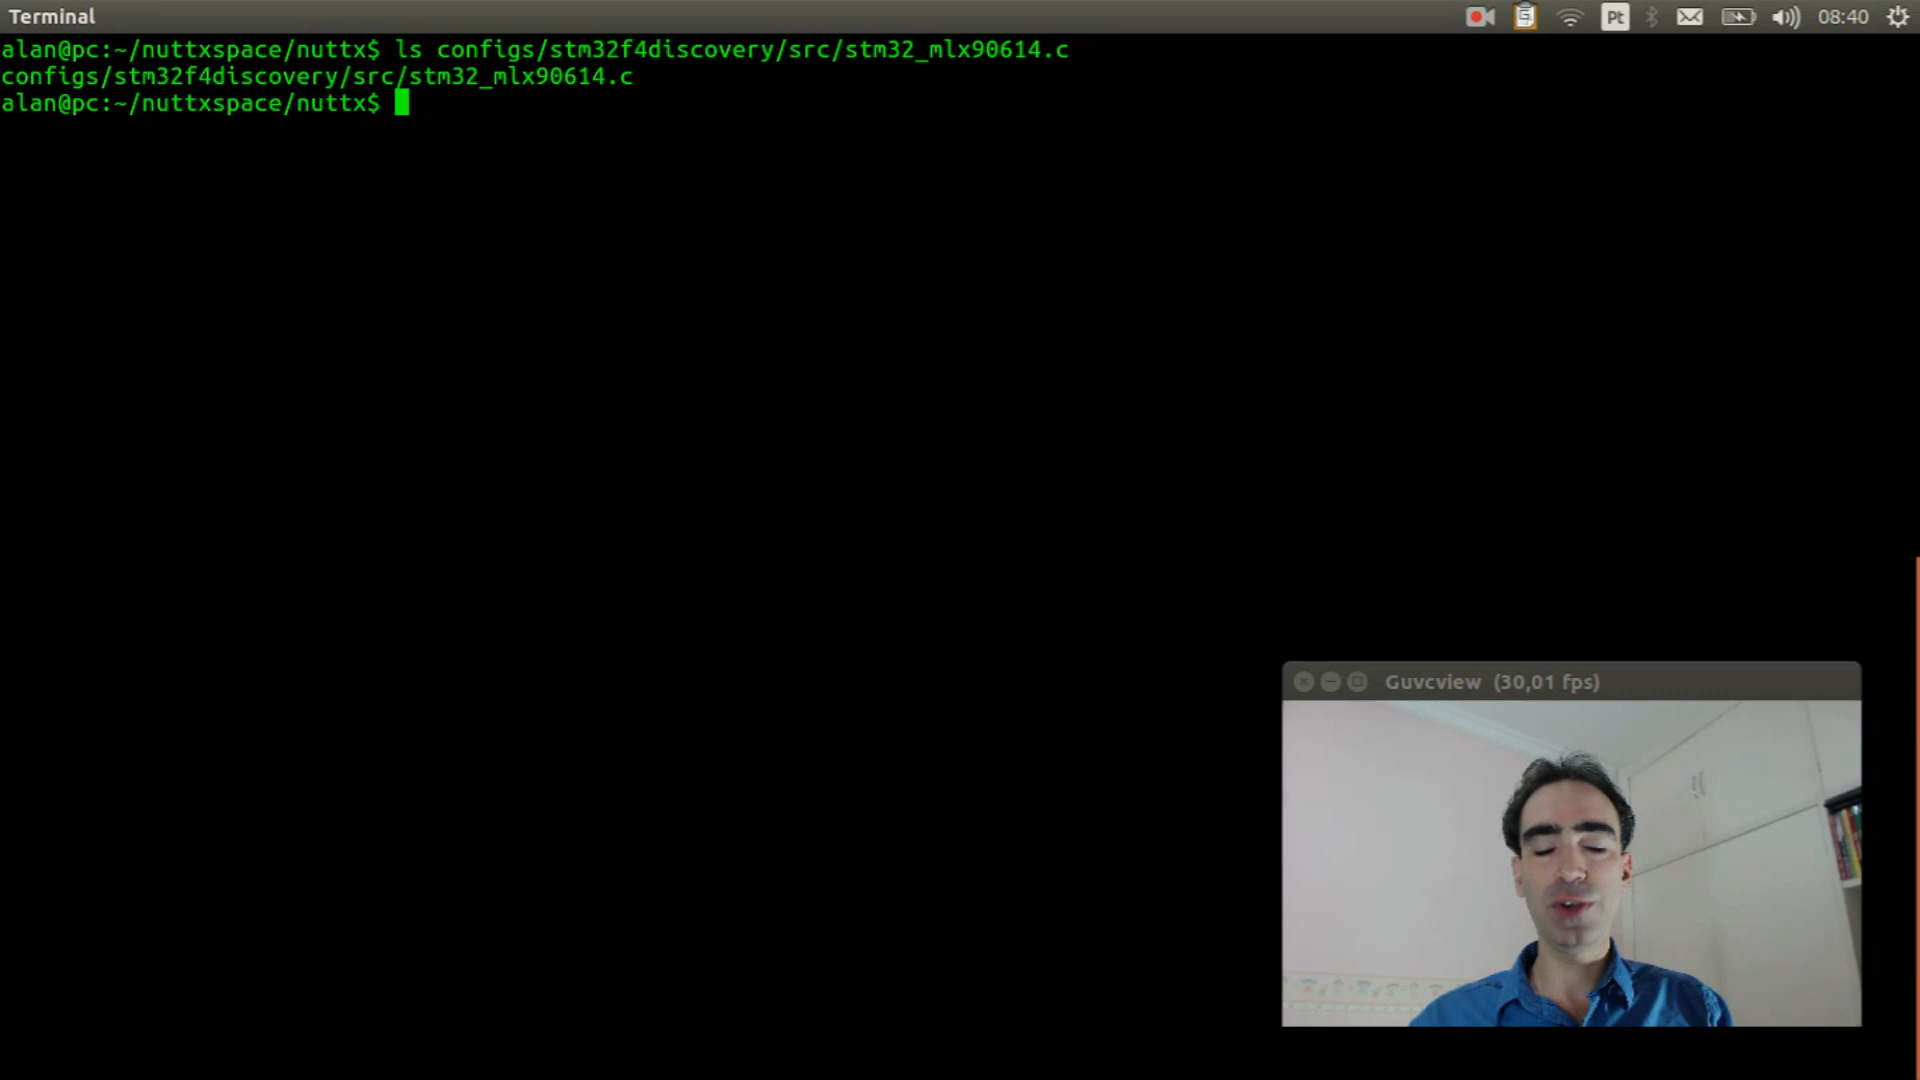 Terminal
Pt
08:40
alan@pc:~/nuttxspace/nuttx$ ls configs/stm32f4discovery/src/stm32_mlx90614.c
configs/stm32f4discovery/src/stm32_mlx90614.c
alan@pc:~/nuttxspace/nuttx$
Guvcview (30,01 fps)